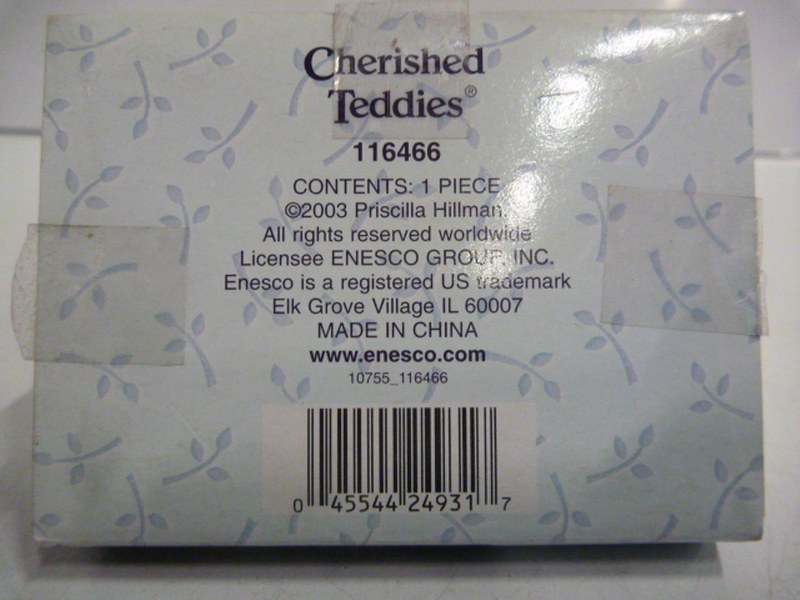 Cherished
Teddies®
116466
CONTENTS: 1 PIECE
©2003 Priscilla Hillman.
All rights reserved worldwide
Licensee ENESCO GROUP, INC.
Enesco is a registered US trademark
Elk Grove Village IL 60007
MADE IN CHINA
www.enesco.com
10755_116466
0 45544 24931 7